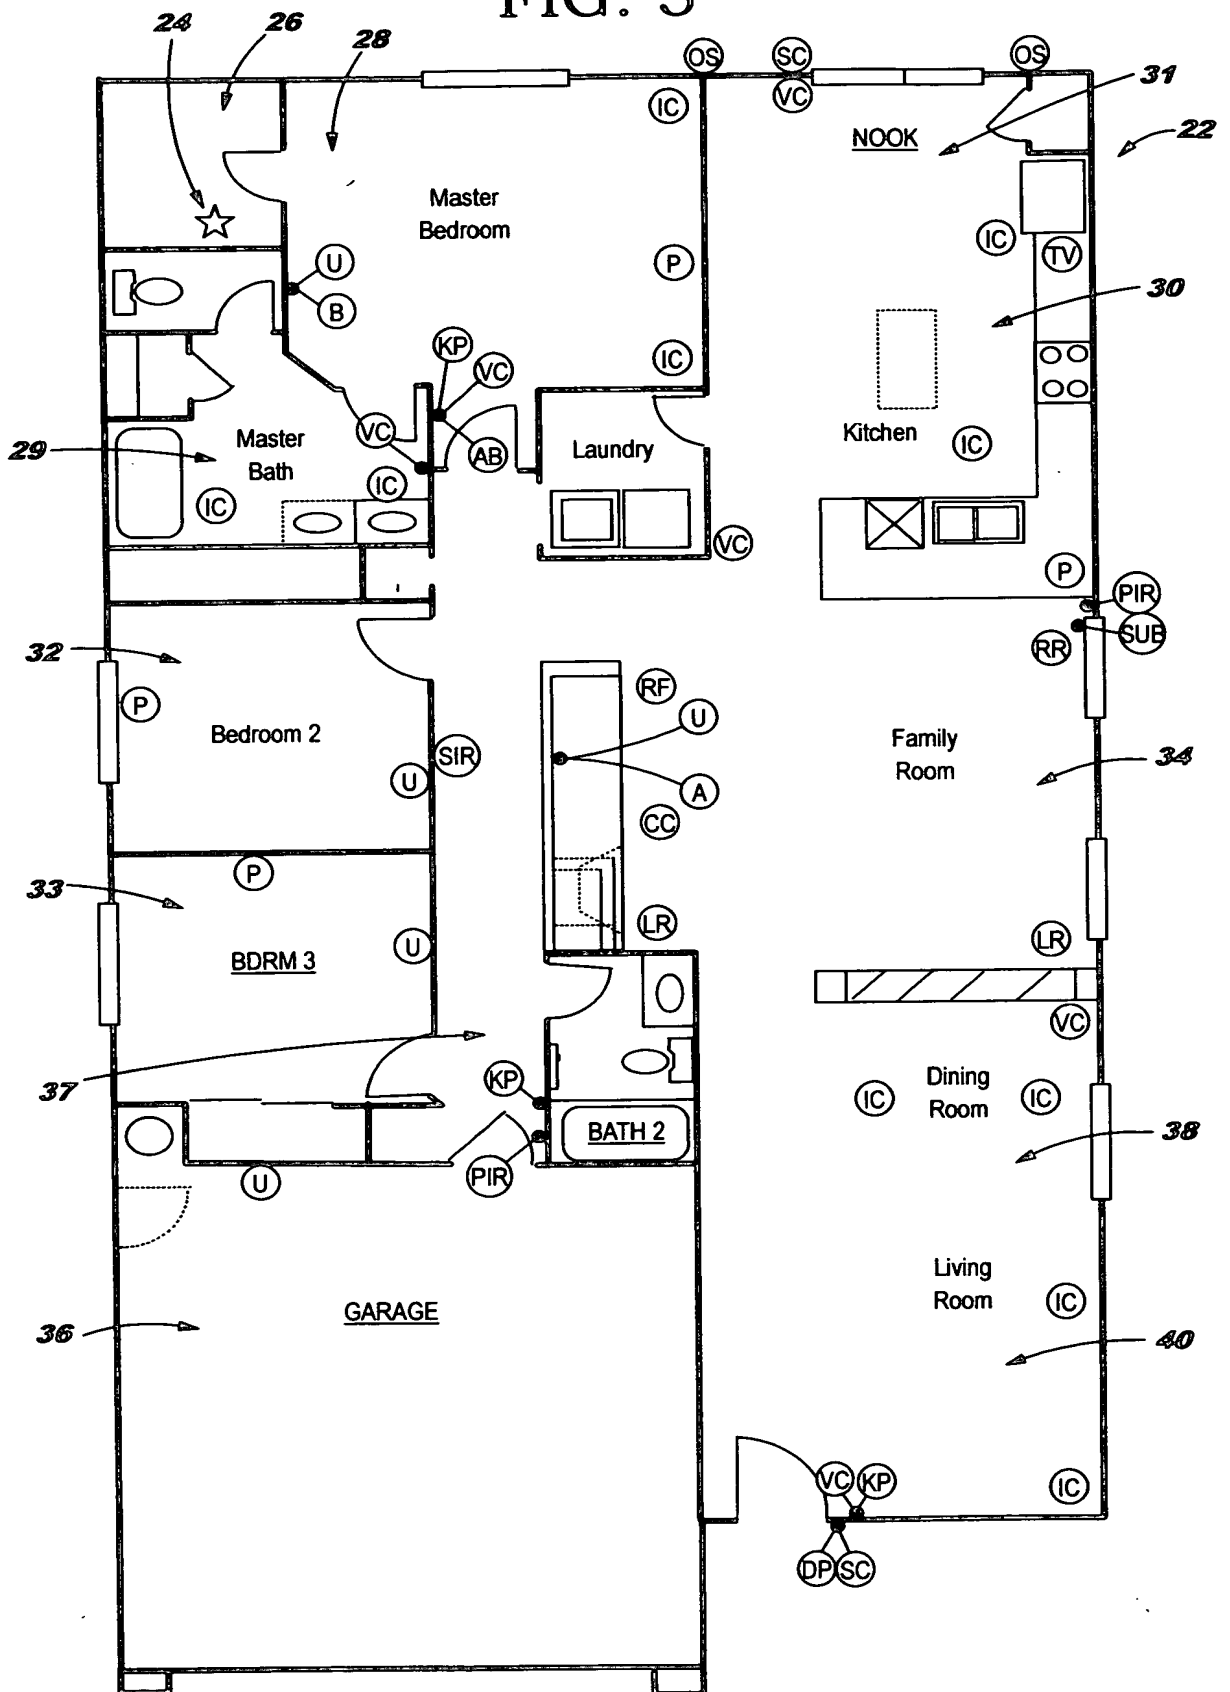 FIG. 3
24
26
28
OS
SC
OS
31
IC
VC
NOOK
22
Master
Bedroom
IC
TV
U
P
B
30
KP
IC
VC
Kitchen
VC
Master
Bath
29
AB
Laundry
IC
IC
IC
VC
P
PIR
SUB
RR
32
P
RF
U
Bedroom 2
SIR
Family
Room
34
U
A
CC
P
33
U
LR
LR
BDRM 3
VC
37
KP
Dining
Room
IC
IC
BATH 2
38
PIR
U
Living
Room
GARAGE
IC
36
40
VC
KP
IC
DP
SC